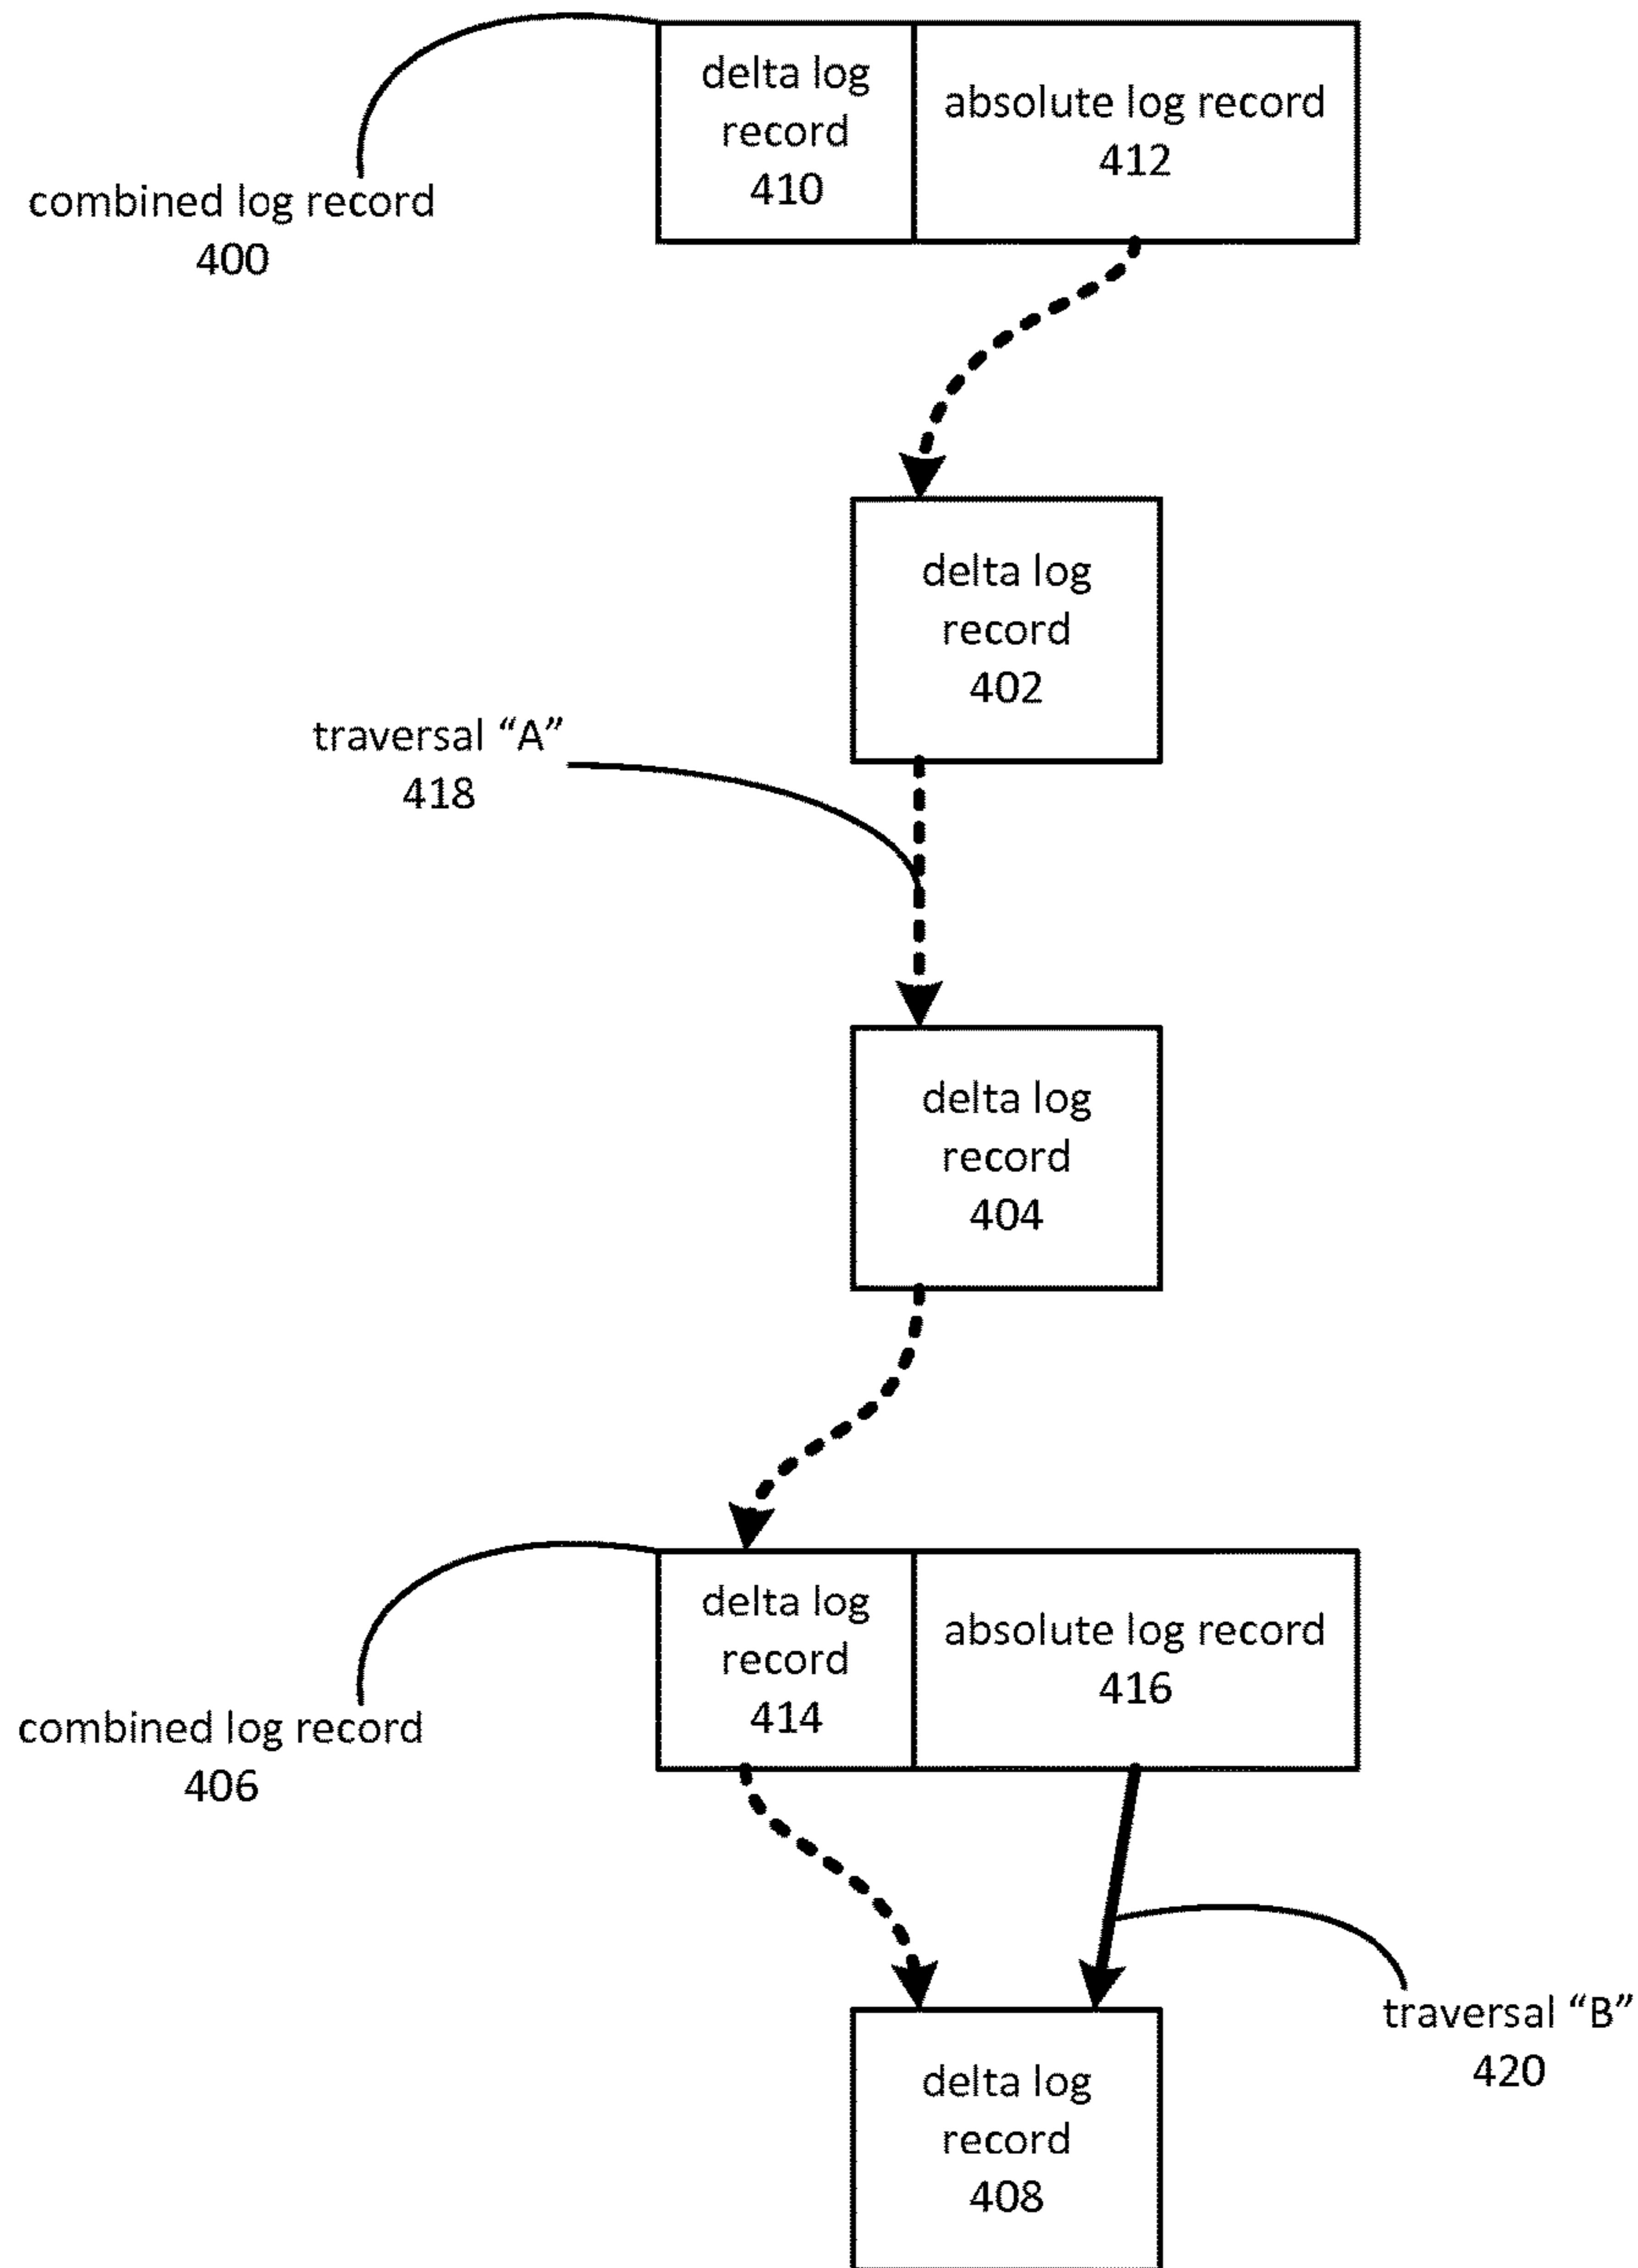 delta log
record
410
absolute log record
412
combined log record
400
delta log
record
402
traversal “A”
418
delta log
record
404
delta log
record
414
absolute log record
416
combined log record
406
traversal “B”
420
delta log
record
408